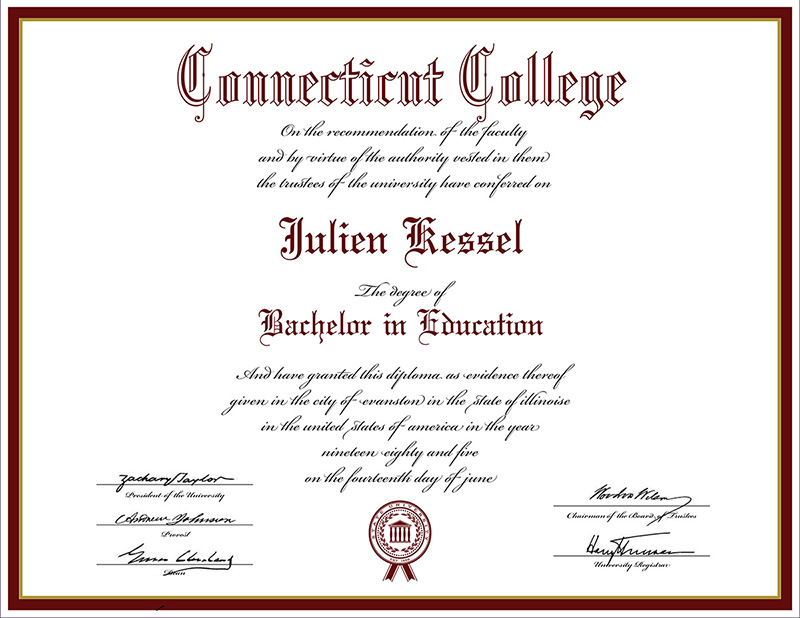 Connecticut College
On the recommendation of the faculty
and by virtue of the authority vested in them
the trustees of the university have conferred on
Julien Kessel
The degree of
Bachelor in Education
And have granted this diploma as evidence thereof
given in the city of evanston in the state of illinoise
in the united states of america in the year
nineteen eighty and five
on the fourteenth day of june
Zachary Taylor
President of the University
Andrew Johnson
Provost
Grover Cleveland
Dean
STATE UNIVERSITY
Woodrow Wilson
Chairman of the Board of Trustees
Harry Truman
University Registrar